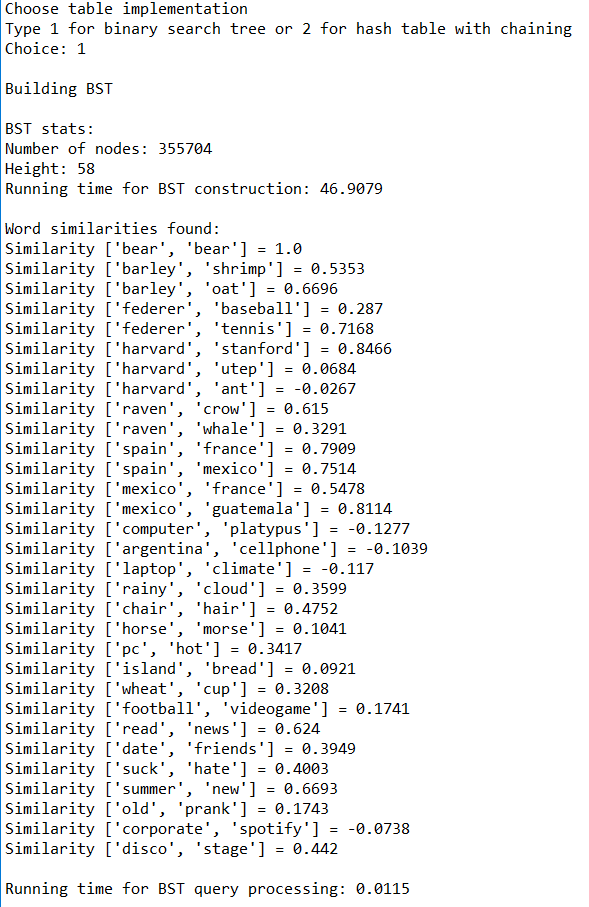 Choose table implementation
Type 1 for binary search tree or 2 for hash table with chaining
Choice: 1
Building BST
BST stats:
Number of nodes: 355704
Height: 58
Running time for BST construction: 46.9079
Word similarities found:
Similarity ['bear', 'bear'] = 1.0
Similarity ['barley', 'shrimp'] = 0.5353
Similarity ['barley', 'oat'] = 0.6696
Similarity ['federer', 'baseball'] = 0.287
Similarity ['federer', 'tennis'] = 0.7168
Similarity ['harvard', 'stanford'] = 0.8466
Similarity ['harvard', 'utep'] = 0.0684
Similarity ['harvard', 'ant'] = -0.0267
Similarity ['raven', 'crow'] = 0.615
Similarity ['raven', 'whale'] = 0.3291
Similarity ['spain', 'france'] = 0.7909
Similarity ['spain', 'mexico'] = 0.7514
Similarity ['mexico', 'france'] = 0.5478
Similarity ['mexico', 'guatemala'] = 0.8114
Similarity ['computer', 'platypus'] = -0.1277
Similarity ['argentina', 'cellphone'] = -0.1039
Similarity ['laptop', 'climate'] = -0.117
Similarity ['rainy', 'cloud'] = 0.3599
Similarity ['chair', 'hair'] = 0.4752
Similarity ['horse', 'morse'] = 0.1041
Similarity ['pc', 'hot'] = 0.3417
Similarity ['island', 'bread'] = 0.0921
Similarity ['wheat', 'cup'] = 0.3208
Similarity ['football', 'videogame'] = 0.1741
Similarity ['read', 'news'] = 0.624
Similarity ['date', 'friends'] = 0.3949
Similarity ['suck', 'hate'] = 0.4003
Similarity ['summer', 'new'] = 0.6693
Similarity ['old', 'prank'] = 0.1743
Similarity ['corporate', 'spotify'] = -0.0738
Similarity ['disco', 'stage'] = 0.442
Running time for BST query processing: 0.0115